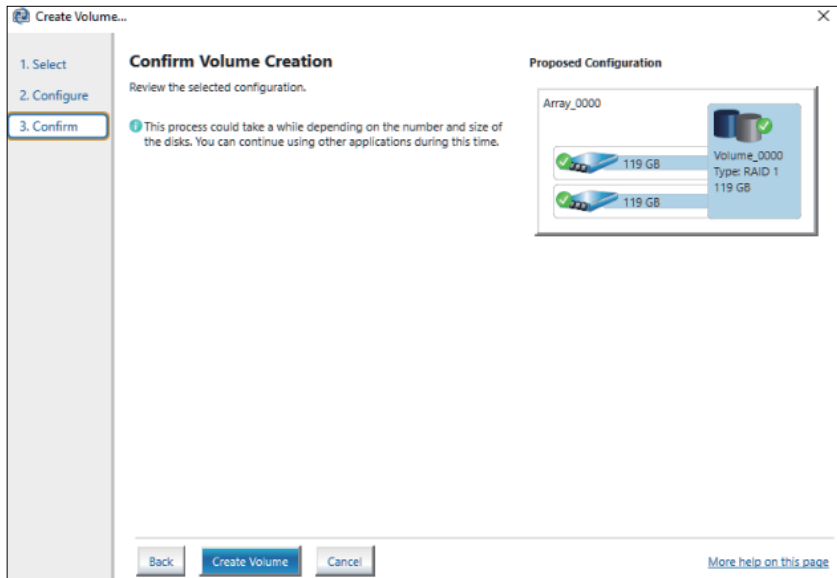 Create Volume...
1. Select
2. Configure
3. Confirm
Confirm Volume Creation
Review the selected configuration.
This process could take a while depending on the number and size of
the disks. You can continue using other applications during this time.
Proposed Configuration
Array_0000
119 GB
119 GB
Volume_0000
Type: RAID 1
119 GB
Back
Create Volume
Cancel
More help on this page